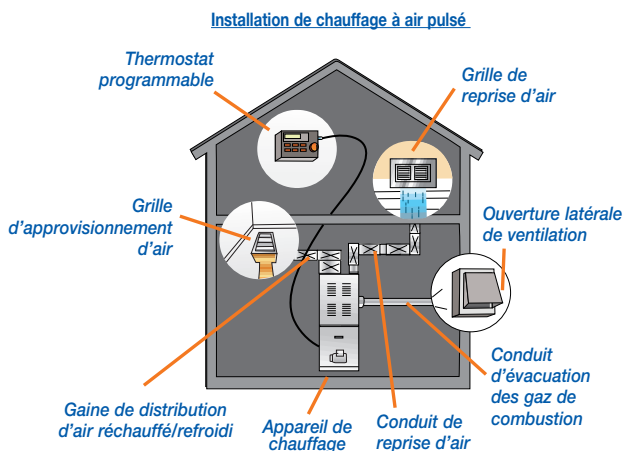 Installation de chauffage à air pulsé
Thermostat
programmable
Grille de
reprise d'air
Grille
d'approvisionnement
d'air
Ouverture latérale
de ventilation
Gaine de distribution
d'air réchauffé/refroidi
Appareil de
chauffage
Conduit de
reprise d'air
Conduit
d'évacuation
des gaz de
combustion